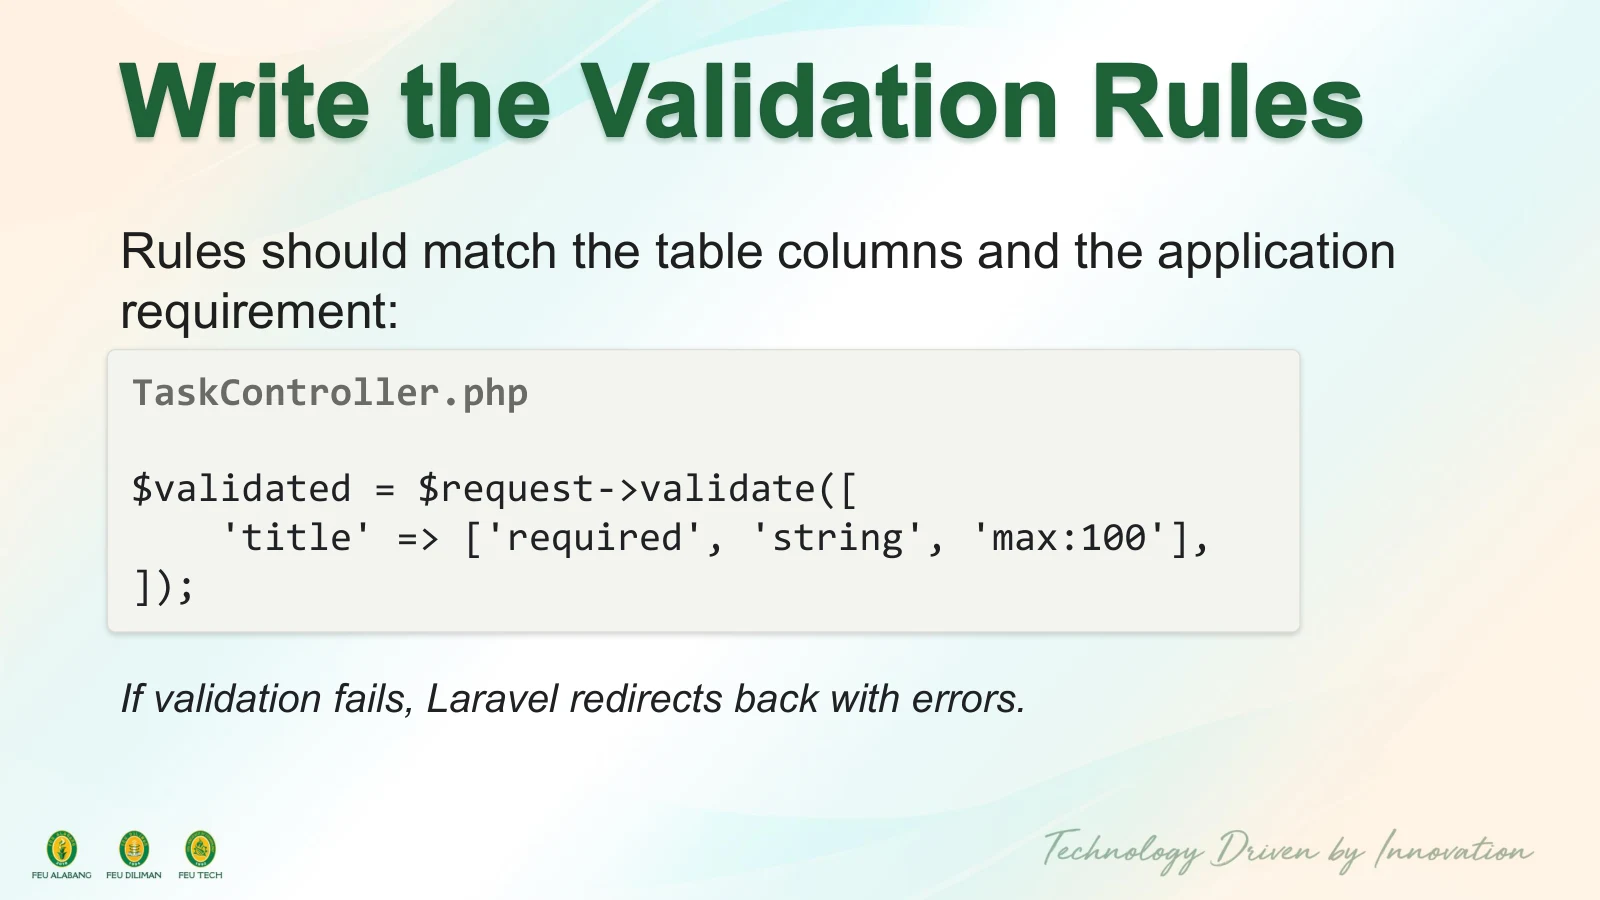 Write the Validation Rules
Rules should match the table columns and the application
requirement:
TaskController.php
$validated = $request->validate([
    'title' => ['required', 'string', 'max:100'],
]);
If validation fails, Laravel redirects back with errors.
FEU ALABANG FEU DILIMAN FEU TECH
Technology Driven by Innovation